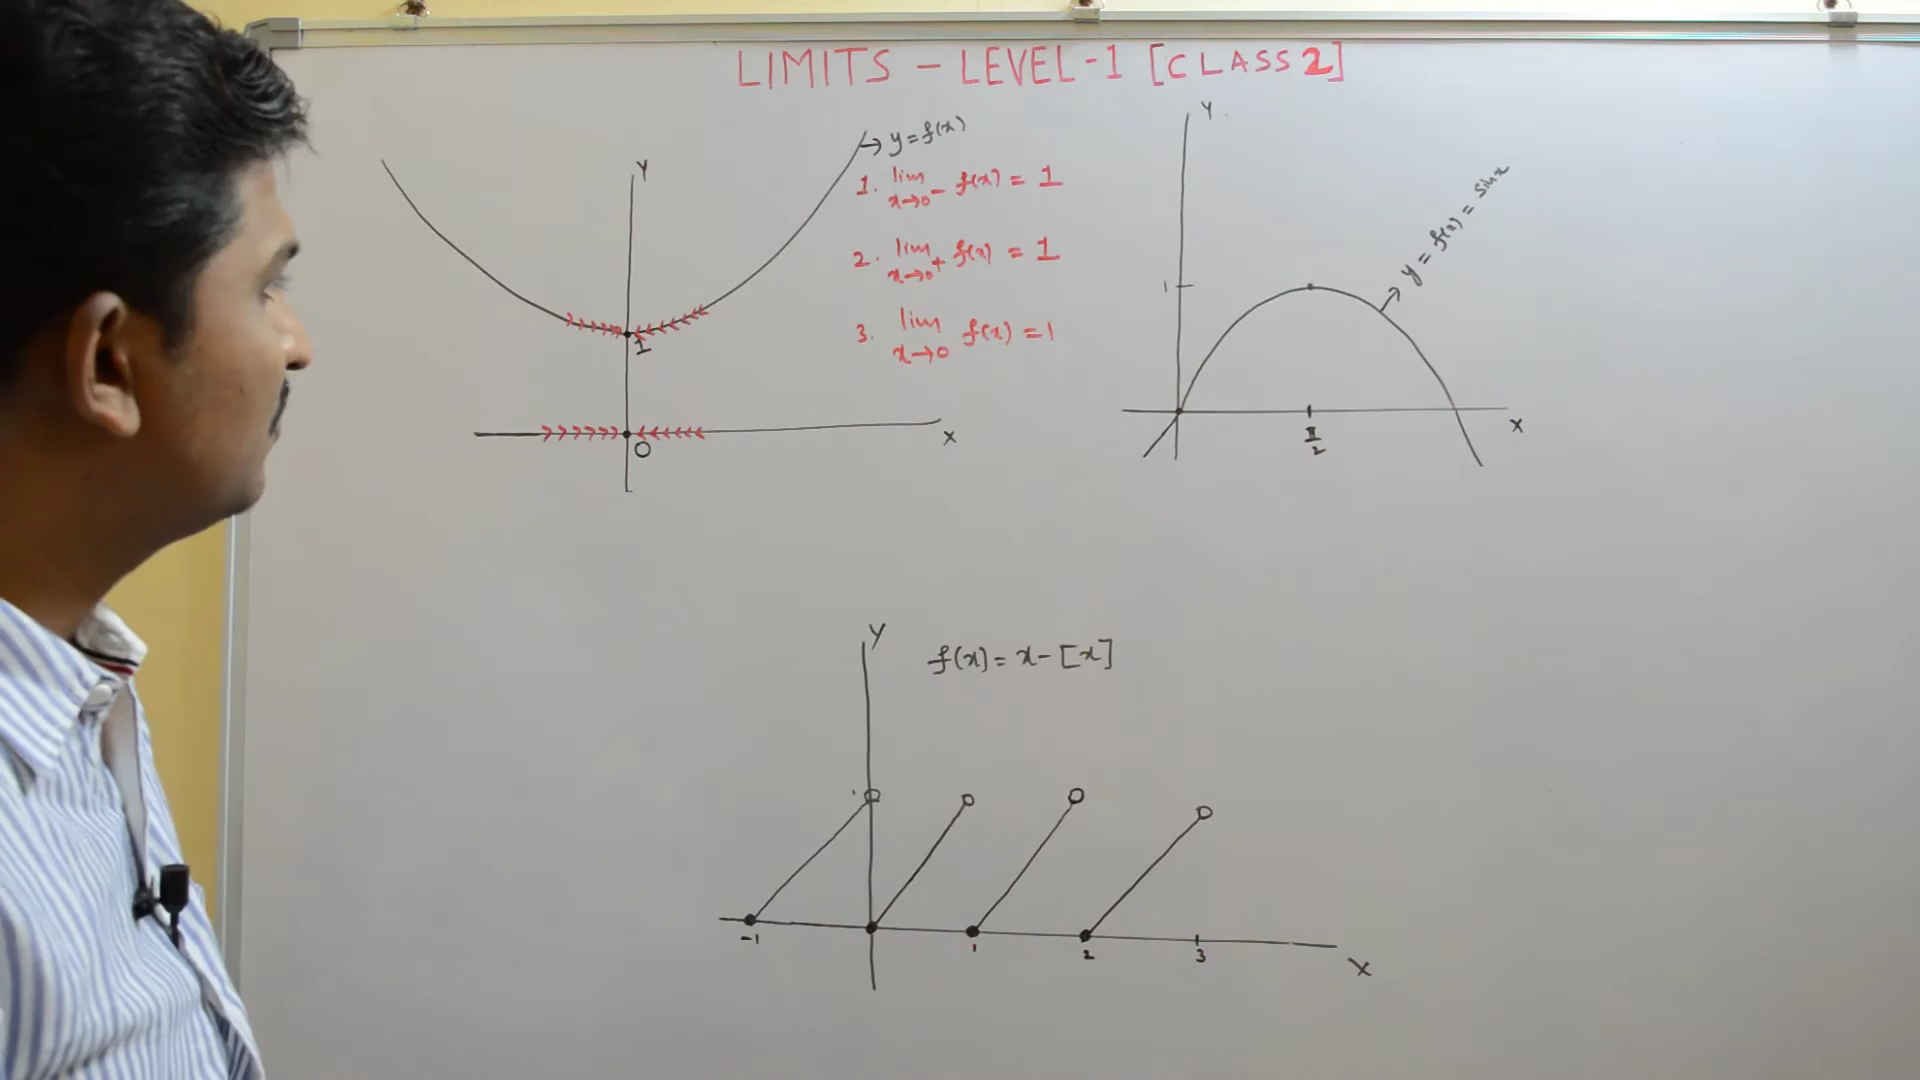 LIMITS - LEVEL-1 [CLASS 2]
→ y = f(x)
Y
1. lim x→0- f(x) = 1
2. lim x→0+ f(x) = 1
3. lim x→0 f(x) = 1
1
O
X
Y
y = f(x) = sinx
1
π/2
X
Y
f(x) = x - [x]
-1
1
2
3
X